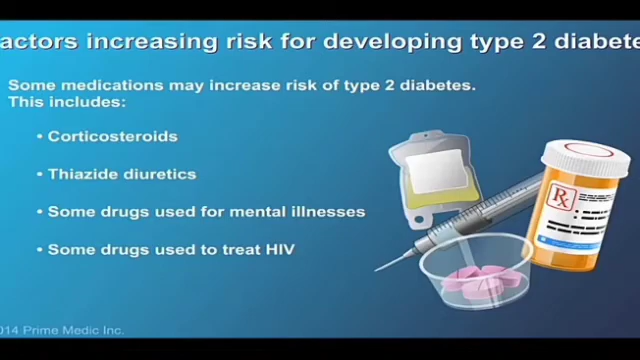 actors increasing risk for developing type 2 diabete
Some medications may increase risk of type 2 diabetes.
This includes:
• Corticosteroids
• Thiazide diuretics
• Some drugs used for mental illnesses
• Some drugs used to treat HIV
Rx
014 Prime Medic Inc.